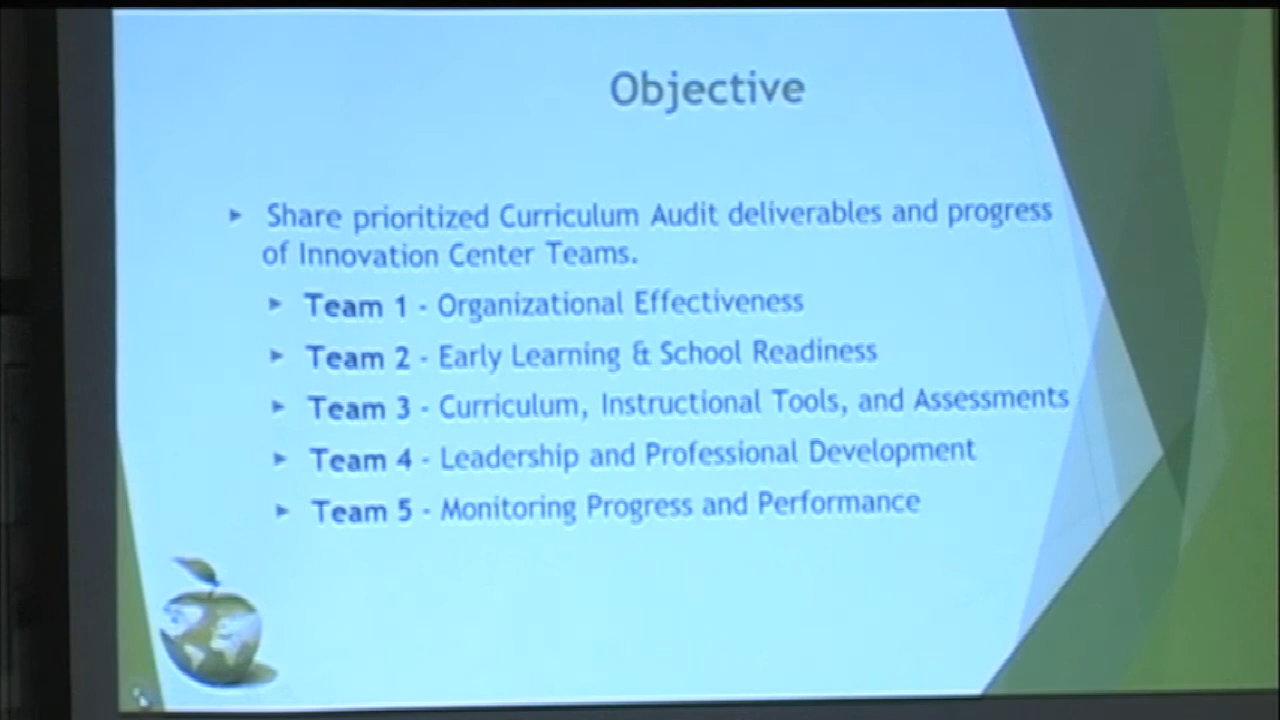 Objective
▶ Share prioritized Curriculum Audit deliverables and progress
of Innovation Center Teams.
▶ Team 1 - Organizational Effectiveness
▶ Team 2 - Early Learning & School Readiness
▶ Team 3 - Curriculum, Instructional Tools, and Assessments
▶ Team 4 - Leadership and Professional Development
▶ Team 5 - Monitoring Progress and Performance